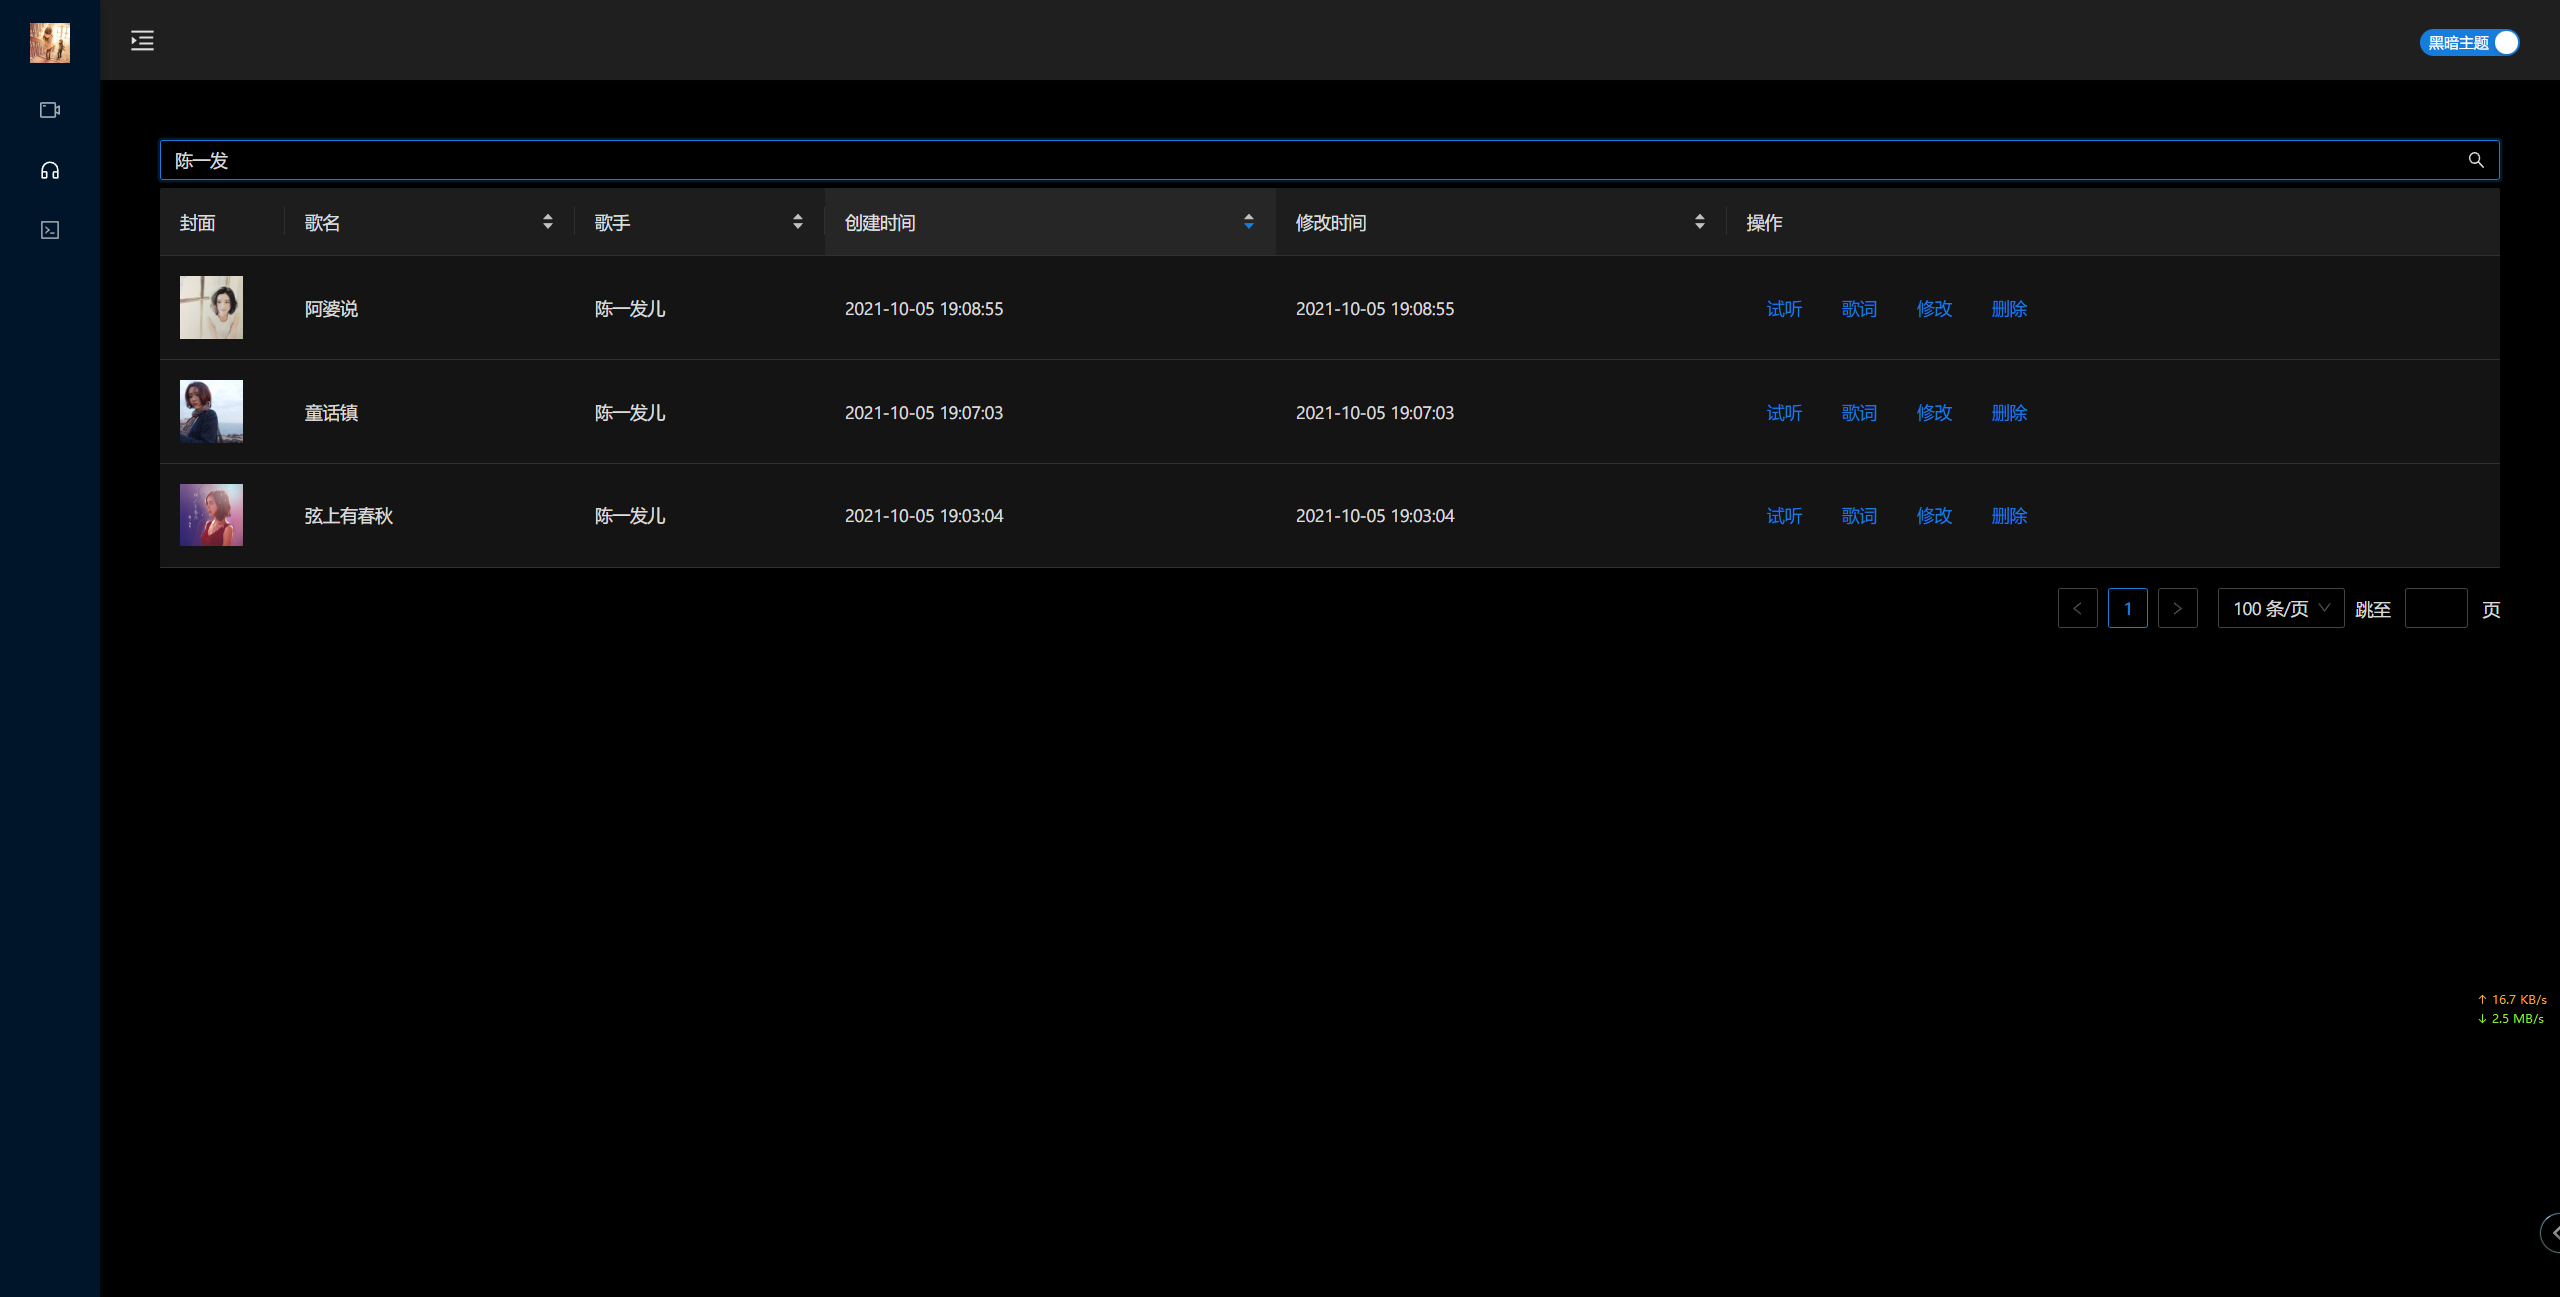 黑暗主题
陈一发
封面 歌名 歌手 创建时间 修改时间 操作
阿婆说 陈一发儿 2021-10-05 19:08:55 2021-10-05 19:08:55 试听 歌词 修改 删除
童话镇 陈一发儿 2021-10-05 19:07:03 2021-10-05 19:07:03 试听 歌词 修改 删除
弦上有春秋 陈一发儿 2021-10-05 19:03:04 2021-10-05 19:03:04 试听 歌词 修改 删除
1 100 条/页 跳至 页
↑ 16.7 KB/s
↓ 2.5 MB/s